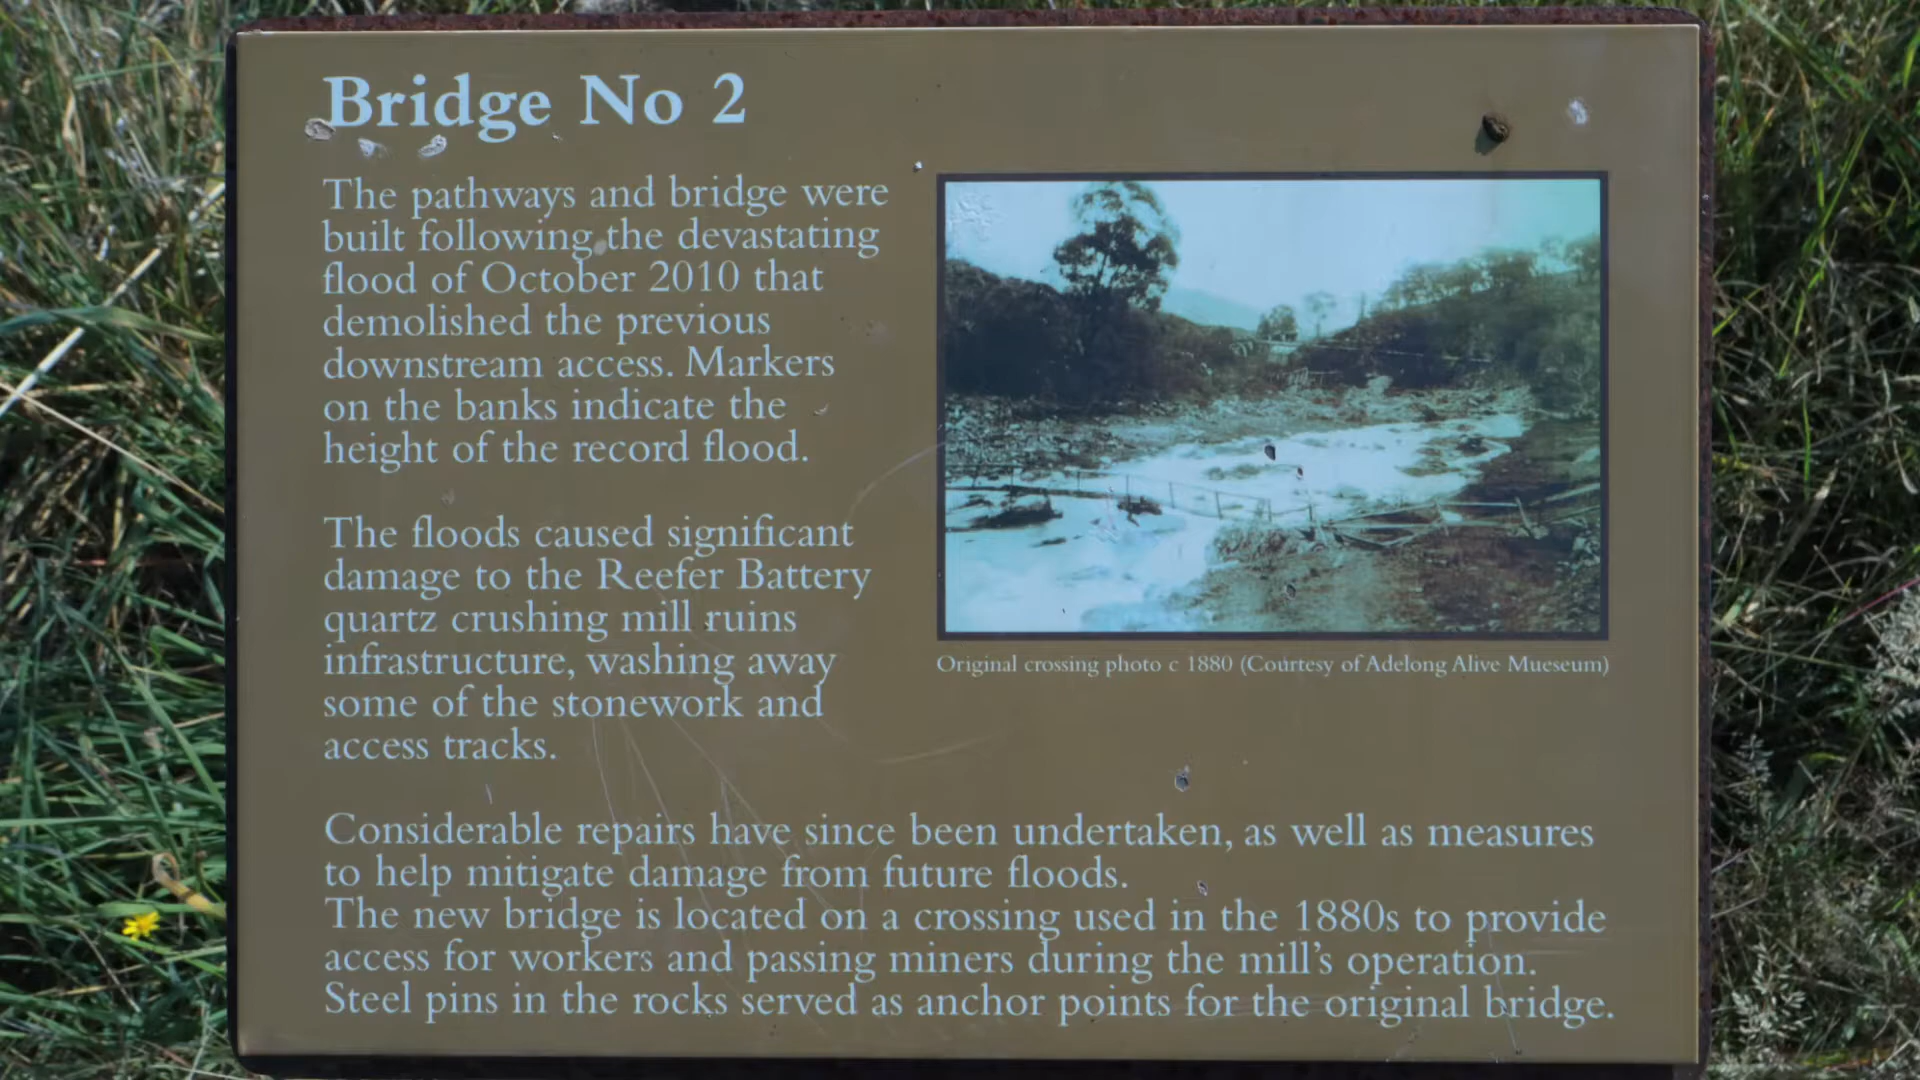 Bridge No 2
The pathways and bridge were
built following the devastating
flood of October 2010 that
demolished the previous
downstream access. Markers
on the banks indicate the
height of the record flood.
The floods caused significant
damage to the Reefer Battery
quartz crushing mill ruins
infrastructure, washing away
some of the stonework and
access tracks.
Original crossing photo c 1880 (Courtesy of Adelong Alive Mueseum)
Considerable repairs have since been undertaken, as well as measures
to help mitigate damage from future floods.
The new bridge is located on a crossing used in the 1880s to provide
access for workers and passing miners during the mill's operation.
Steel pins in the rocks served as anchor points for the original bridge.